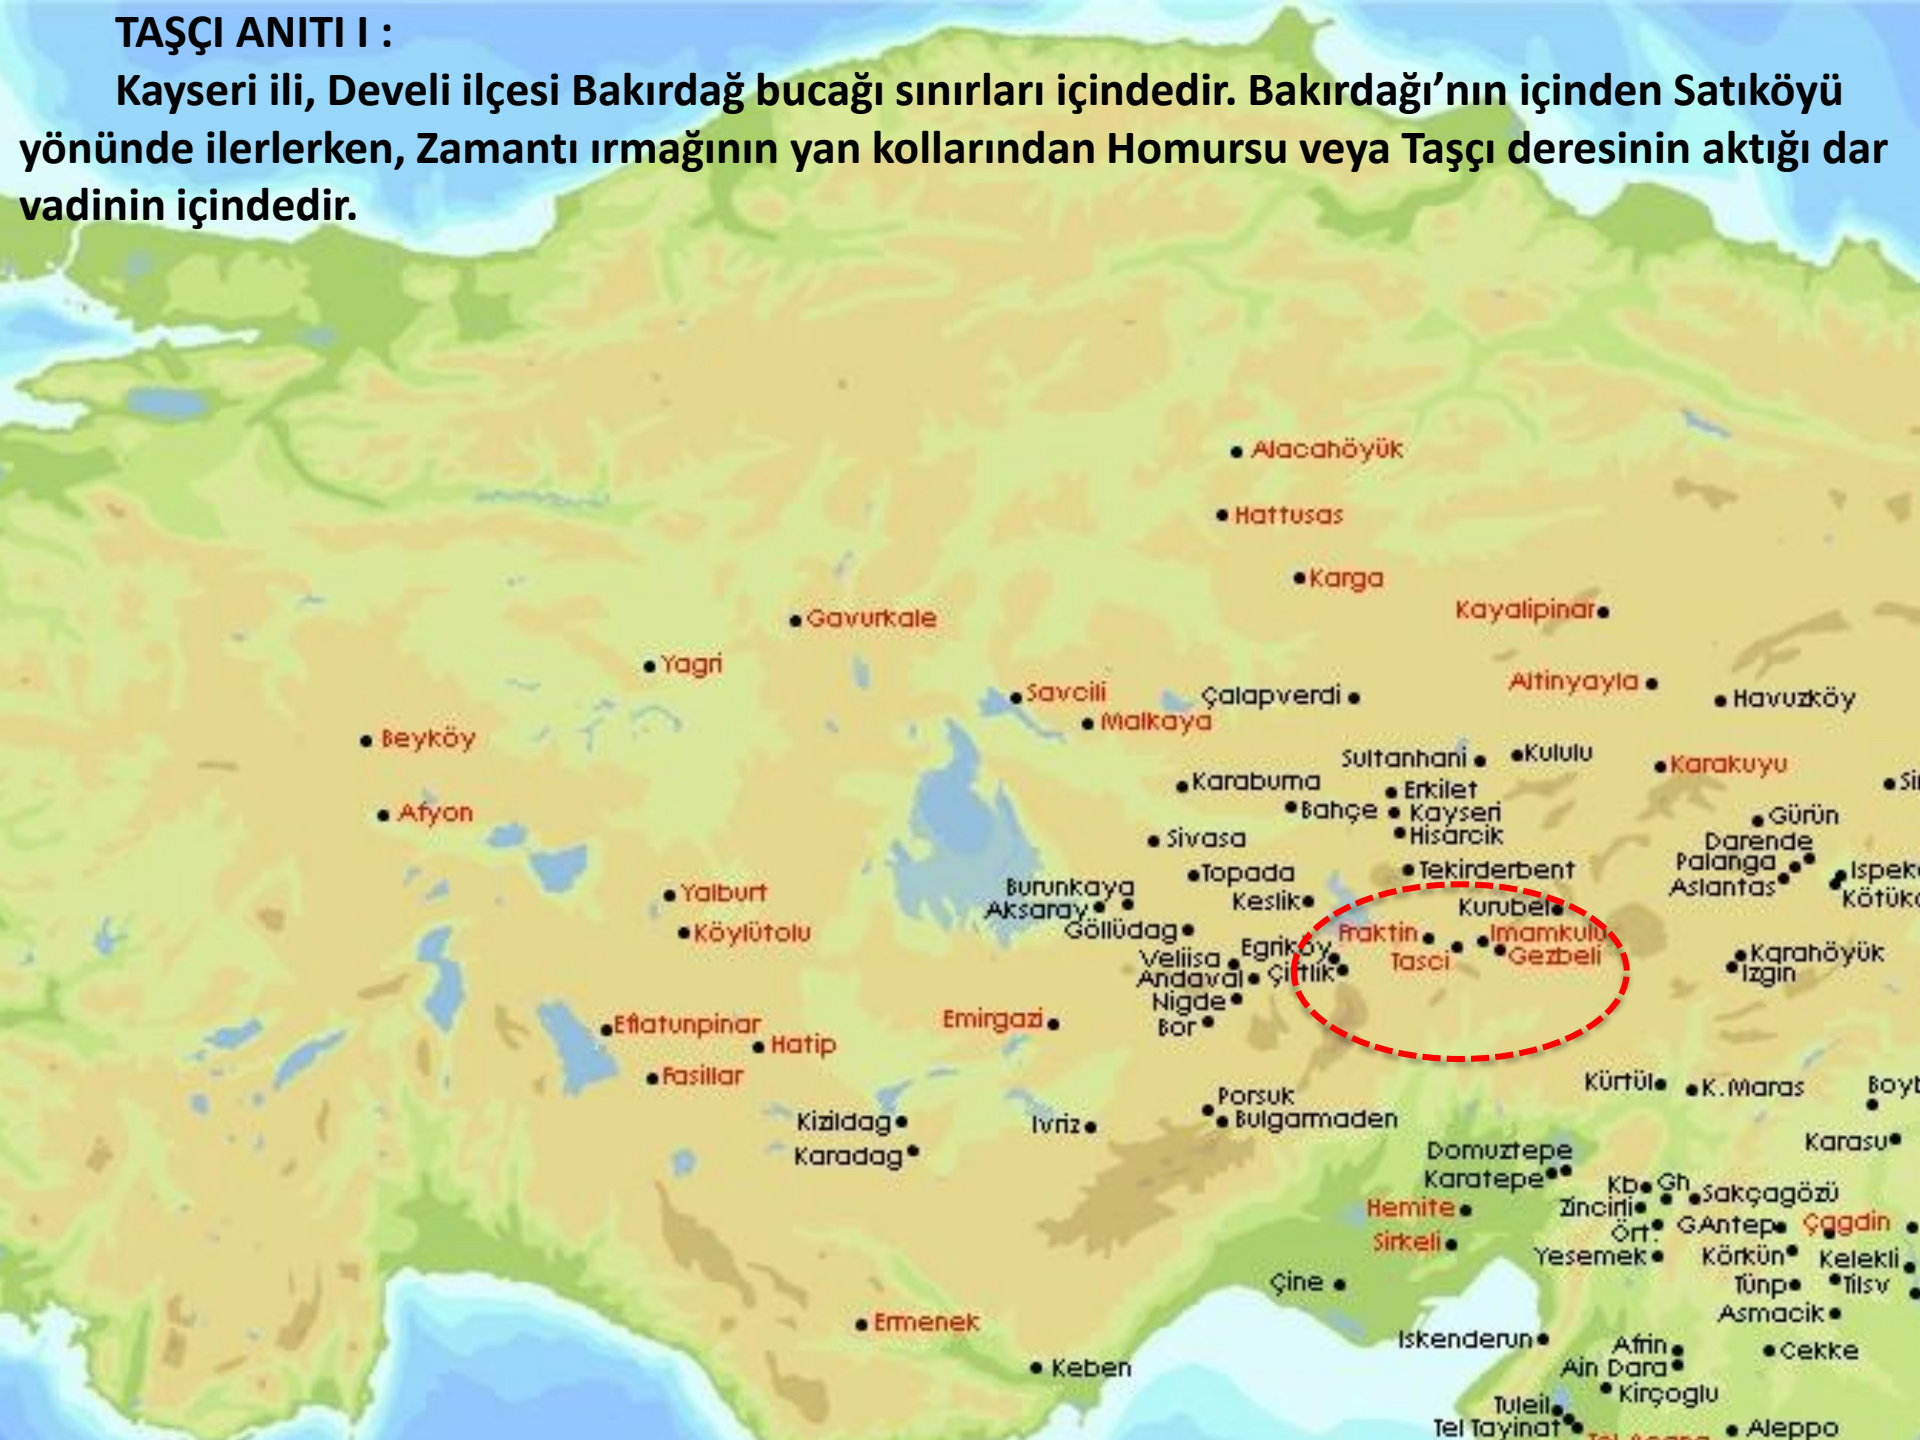 TAŞÇI ANITI I :
Kayseri ili, Develi ilçesi Bakırdağ bucağı sınırları içindedir. Bakırdağı’nın içinden Satıköyü
yönünde ilerlerken, Zamantı ırmağının yan kollarından Homursu veya Taşçı deresinin aktığı dar
vadinin içindedir.
Alacahöyük
Hattusas
Karga
Kayalipinar
Gavurkale
Yagri
Savcili
Çalapverdi
Altinyayla
Havuzköy
Malkaya
Beyköy
Sultanhani
Kululu
Karakuyu
Karaburna
Erkilet
Bahçe
Kayseri
Gürün
Afyon
Hisarcik
Sivasa
Darende
Palanga
Topada
Tekirderbent
Aslantas
Burunkaya
Yalburt
Aksaray
Keslik
Kurubel
Göllüdag
Köylütolu
Egriköy
Fraktin
Imamkulu
Veliisa
Tasci
Gezbeli
Karahöyük
Andaval
Çiftlik
Izgin
Nigde
Bor
Emirgazi
Eflatunpinar
Hatip
Fasillar
Kürtül
K.Maras
Porsuk
Bulgarmaden
Kizildag
Ivriz
Karadag
Domuztepe
Karasu
Karatepe
Kb
Gh
Sakçagözü
Hemite
Zincirli
Ört.
GAntep
Çagdin
Sirkeli
Yesemek
Körkün
Kelekli
Çine
Tünp
Tilsv
Asmacik
Ermenek
Iskenderun
Afrin
Cekke
Keben
Ain Dara
Kirçoglu
Tuleil
Tel Tayinat
Aleppo